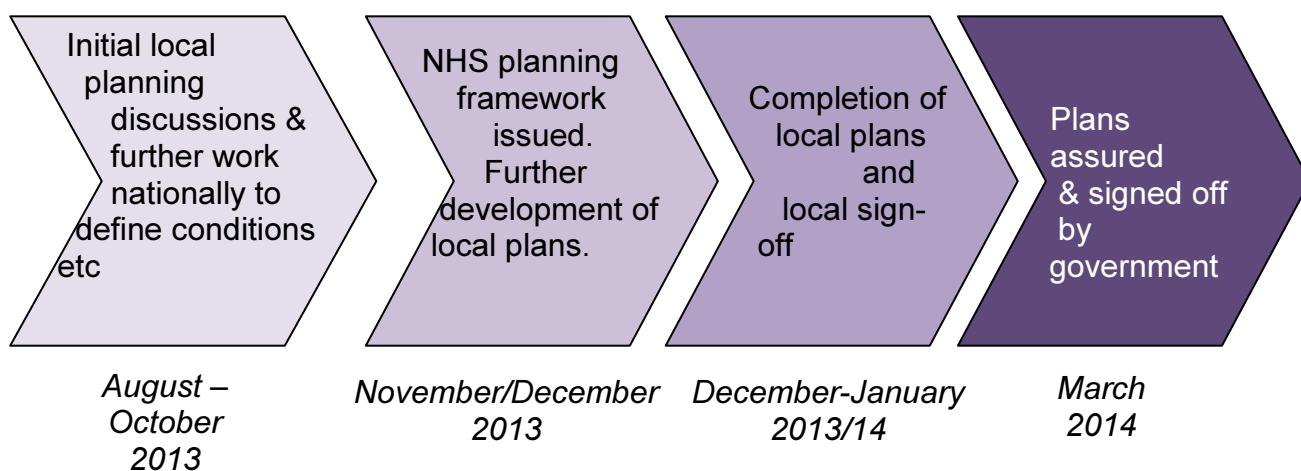 Initial local
planning
discussions &
further work
nationally to
define conditions
etc
NHS planning
framework
issued.
Further
development of
local plans.
Completion of
local plans
and
local sign-
off
Plans
assured
& signed off
by
government
August –
October
2013
November/December
2013
December-January
2013/14
March
2014